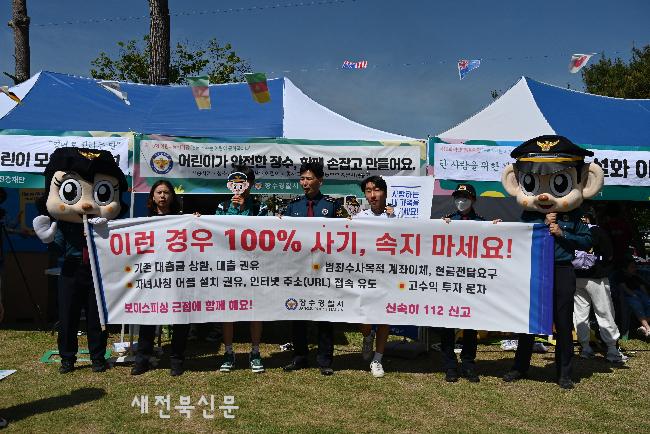 어린이가 안전한 장수, 함께 손잡고 만들어요.
이런 경우 100% 사기, 속지 마세요!
기존 대출금 상환, 대출 권유
범죄수사목적 계좌이체, 현금전달요구
자녀사칭 어플 설치 권유, 인터넷 주소(URL) 접속 유도
고수익 투자 문자
보이스피싱 근절에 함께 해요!
장수경찰서
신속히 112 신고
새전북신문